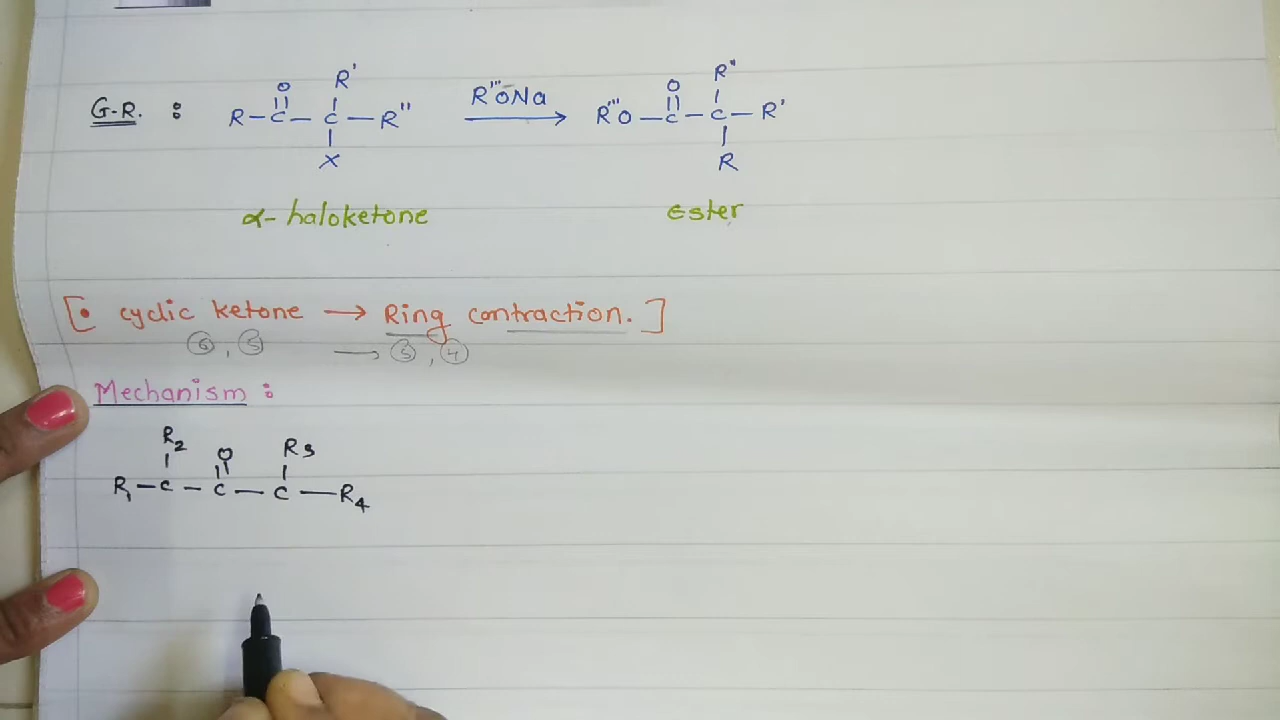 O R' R"
G.R. : R-C-C-R" R'''ONa R'''O-C-C-R'
X R
α-haloketone Ester
[• cyclic ketone → Ring contraction.]
6, 5 → 5, 4
Mechanism :
R2 O R3
R1-C-C-C-R4